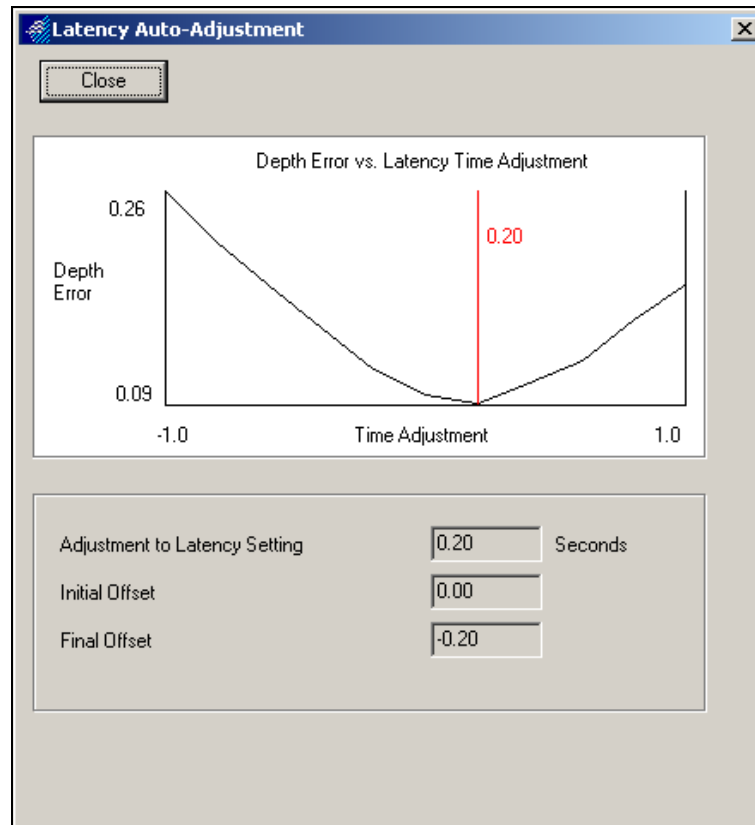 Latency Auto-Adjustment
Close
Depth Error vs. Latency Time Adjustment
0.26
0.20
Depth
Error
0.09
-1.0 Time Adjustment 1.0
Adjustment to Latency Setting 0.20 Seconds
Initial Offset 0.00
Final Offset -0.20